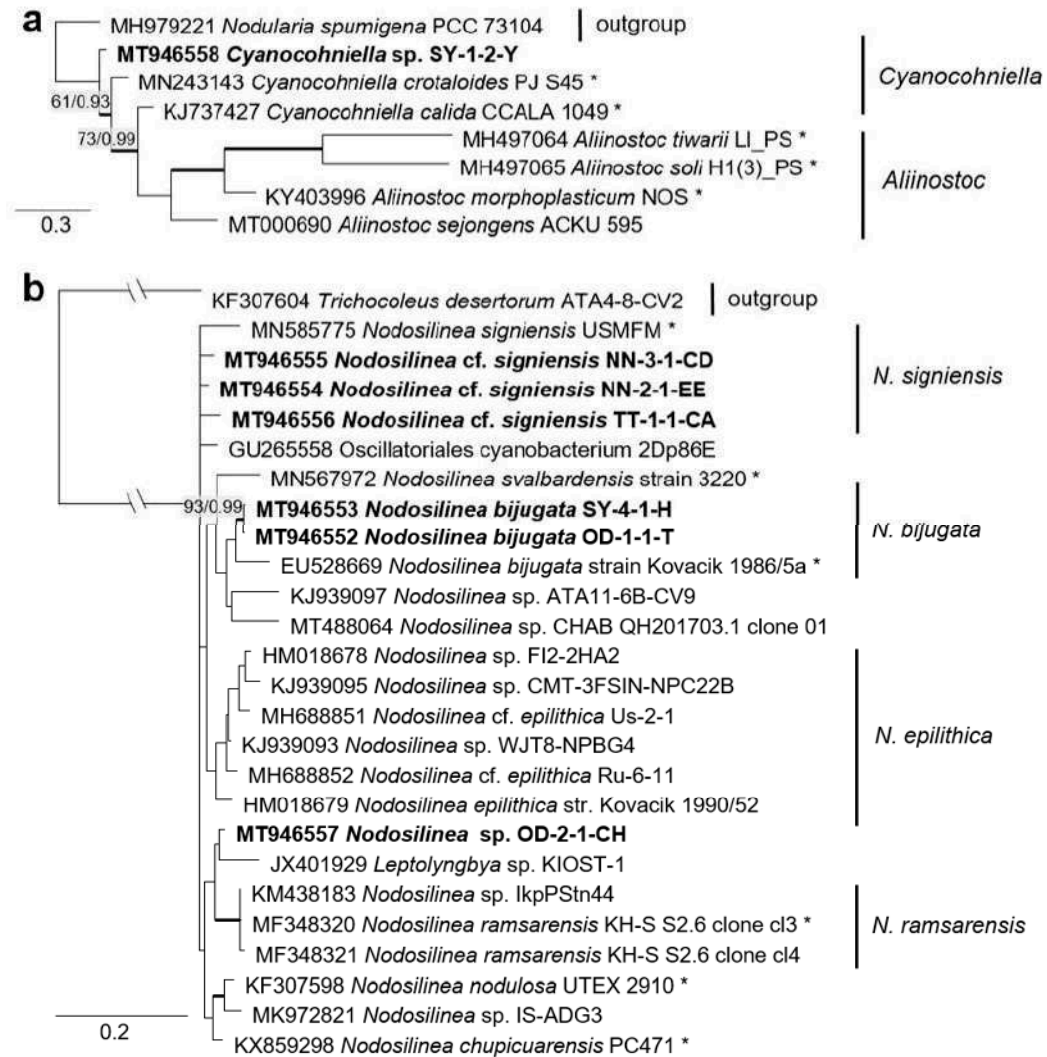 a
MH979221 Nodularia spumigena PCC 73104
outgroup
MT946558 Cyanocohniella sp. SY-1-2-Y
MN243143 Cyanocohniella crotaloides PJ S45 *
Cyanocohniella
61/0.93
KJ737427 Cyanocohniella calida CCALA 1049 *
73/0.99
MH497064 Aliinostoc tiwarii LI_PS *
MH497065 Aliinostoc soli H1(3)_PS *
Aliinostoc
KY403996 Aliinostoc morphoplasticum NOS *
MT000690 Aliinostoc sejongens ACKU 595
0.3
b
KF307604 Trichocoleus desertorum ATA4-8-CV2
outgroup
MN585775 Nodosilinea signiensis USMFM *
MT946555 Nodosilinea cf. signiensis NN-3-1-CD
N. signiensis
MT946554 Nodosilinea cf. signiensis NN-2-1-EE
MT946556 Nodosilinea cf. signiensis TT-1-1-CA
GU265558 Oscillatoriales cyanobacterium 2Dp86E
MN567972 Nodosilinea svalbardensis strain 3220 *
93/0.99
MT946553 Nodosilinea bijugata SY-4-1-H
N. bijugata
MT946552 Nodosilinea bijugata OD-1-1-T
EU528669 Nodosilinea bijugata strain Kovacik 1986/5a *
KJ939097 Nodosilinea sp. ATA11-6B-CV9
MT488064 Nodosilinea sp. CHAB QH201703.1 clone 01
HM018678 Nodosilinea sp. FI2-2HA2
KJ939095 Nodosilinea sp. CMT-3FSIN-NPC22B
MH688851 Nodosilinea cf. epilithica Us-2-1
N. epilithica
KJ939093 Nodosilinea sp. WJT8-NPBG4
MH688852 Nodosilinea cf. epilithica Ru-6-11
HM018679 Nodosilinea epilithica str. Kovacik 1990/52
MT946557 Nodosilinea sp. OD-2-1-CH
JX401929 Leptolyngbya sp. KIOST-1
KM438183 Nodosilinea sp. IkpPStn44
MF348320 Nodosilinea ramsarensis KH-S S2.6 clone cl3 *
N. ramsarensis
MF348321 Nodosilinea ramsarensis KH-S S2.6 clone cl4
KF307598 Nodosilinea nodulosa UTEX 2910 *
MK972821 Nodosilinea sp. IS-ADG3
0.2
KX859298 Nodosilinea chupicuarensis PC471 *